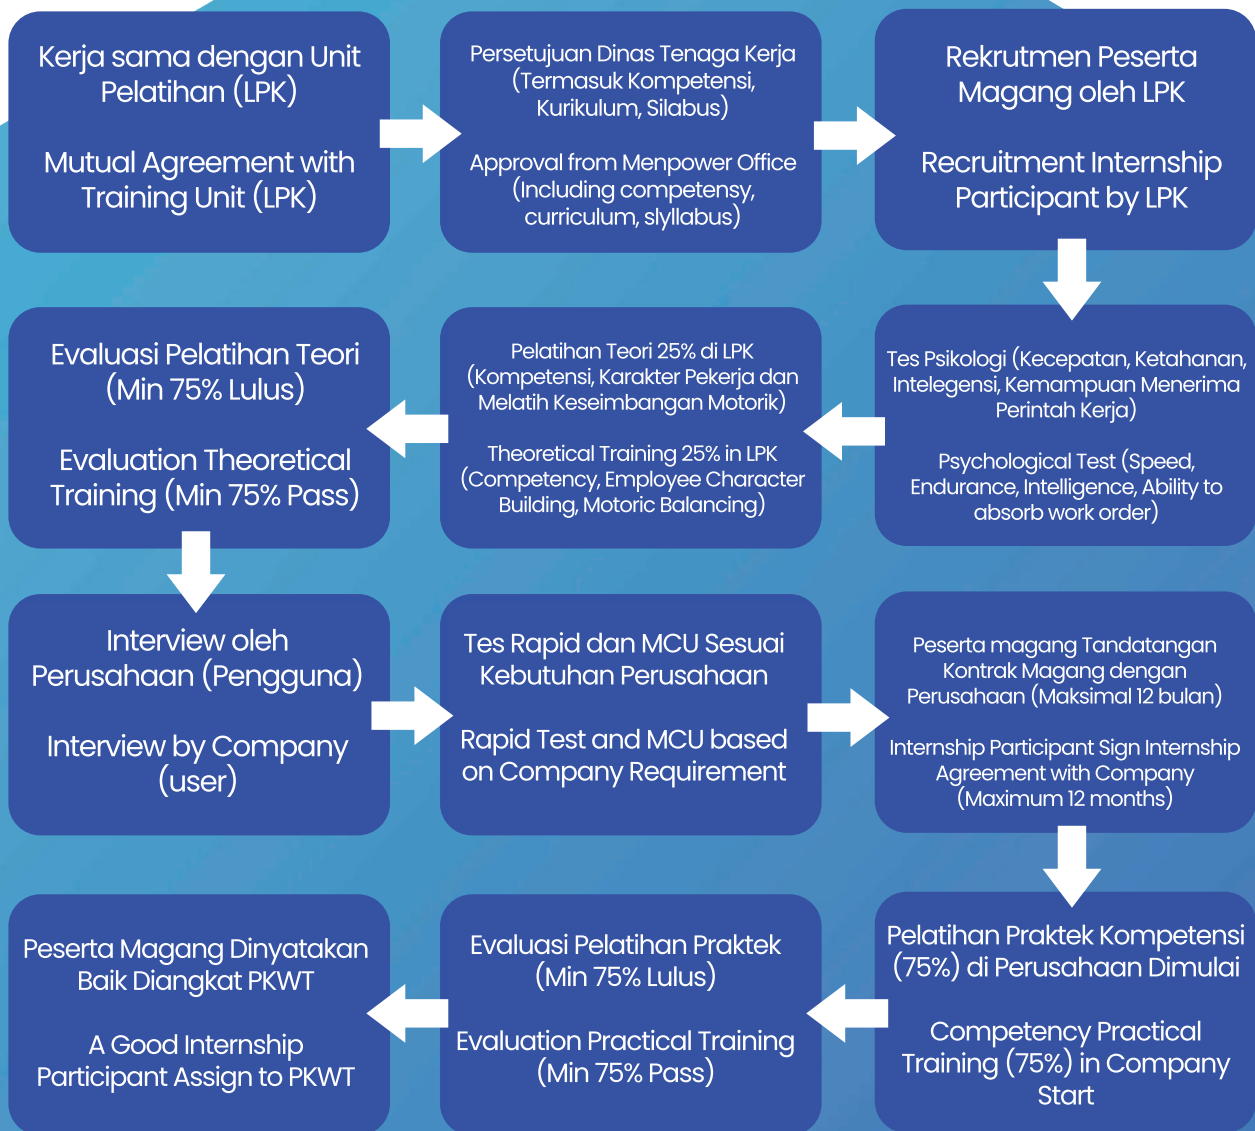 Kerja sama dengan Unit
Pelatihan (LPK)
Mutual Agreement with
Training Unit (LPK)
Persetujuan Dinas Tenaga Kerja
(Termasuk Kompetensi,
Kurikulum, Silabus)
Approval from Menpower Office
(Including competensy,
curriculum, slyllabus)
Rekrutmen Peserta
Magang oleh LPK
Recruitment Internship
Participant by LPK
Tes Psikologi (Kecepatan, Ketahanan,
Intelegensi, Kemampuan Menerima
Perintah Kerja)
Psychological Test (Speed,
Endurance, Intelligence, Ability to
absorb work order)
Pelatihan Teori 25% di LPK
(Kompetensi, Karakter Pekerja dan
Melatih Keseimbangan Motorik)
Theoretical Training 25% in LPK
(Competency, Employee Character
Building, Motoric Balancing)
Evaluasi Pelatihan Teori
(Min 75% Lulus)
Evaluation Theoretical
Training (Min 75% Pass)
Interview oleh
Perusahaan (Pengguna)
Interview by Company
(user)
Tes Rapid dan MCU Sesuai
Kebutuhan Perusahaan
Rapid Test and MCU based
on Company Requirement
Peserta magang Tandatangan
Kontrak Magang dengan
Perusahaan (Maksimal 12 bulan)
Internship Participant Sign Internship
Agreement with Company
(Maximum 12 months)
Pelatihan Praktek Kompetensi
(75%) di Perusahaan Dimulai
Competency Practical
Training (75%) in Company
Start
Evaluasi Pelatihan Praktek
(Min 75% Lulus)
Evaluation Practical Training
(Min 75% Pass)
Peserta Magang Dinyatakan
Baik Diangkat PKWT
A Good Internship
Participant Assign to PKWT